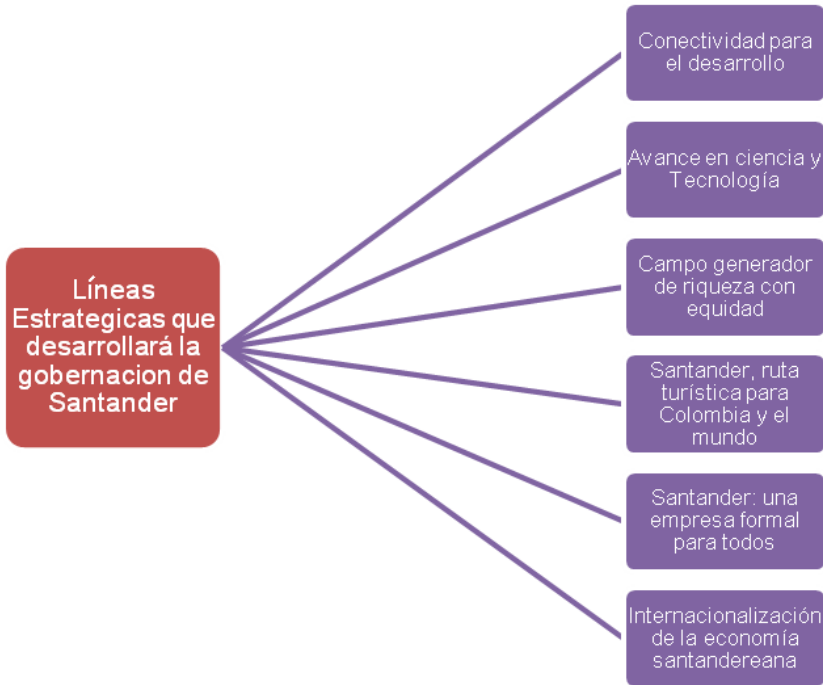 Líneas
Estrategicas que
desarrollará la
gobernacion de
Santander
Conectividad para
el desarrollo
Avance en ciencia y
Tecnología
Campo generador
de riqueza con
equidad
Santander, ruta
turística para
Colombia y el
mundo
Santander: una
empresa formal
para todos
Internacionalización
de la economía
santandereana